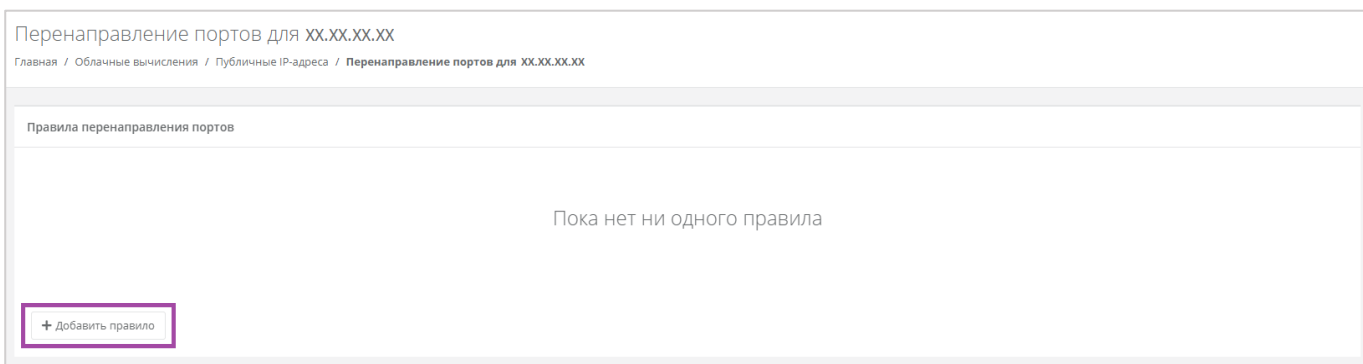 Перенаправление портов для XX.XX.XX.XX
Главная / Облачные вычисления / Публичные IP-адреса / Перенаправление портов для XX.XX.XX.XX
Правила перенаправления портов
Пока нет ни одного правила
+ Добавить правило